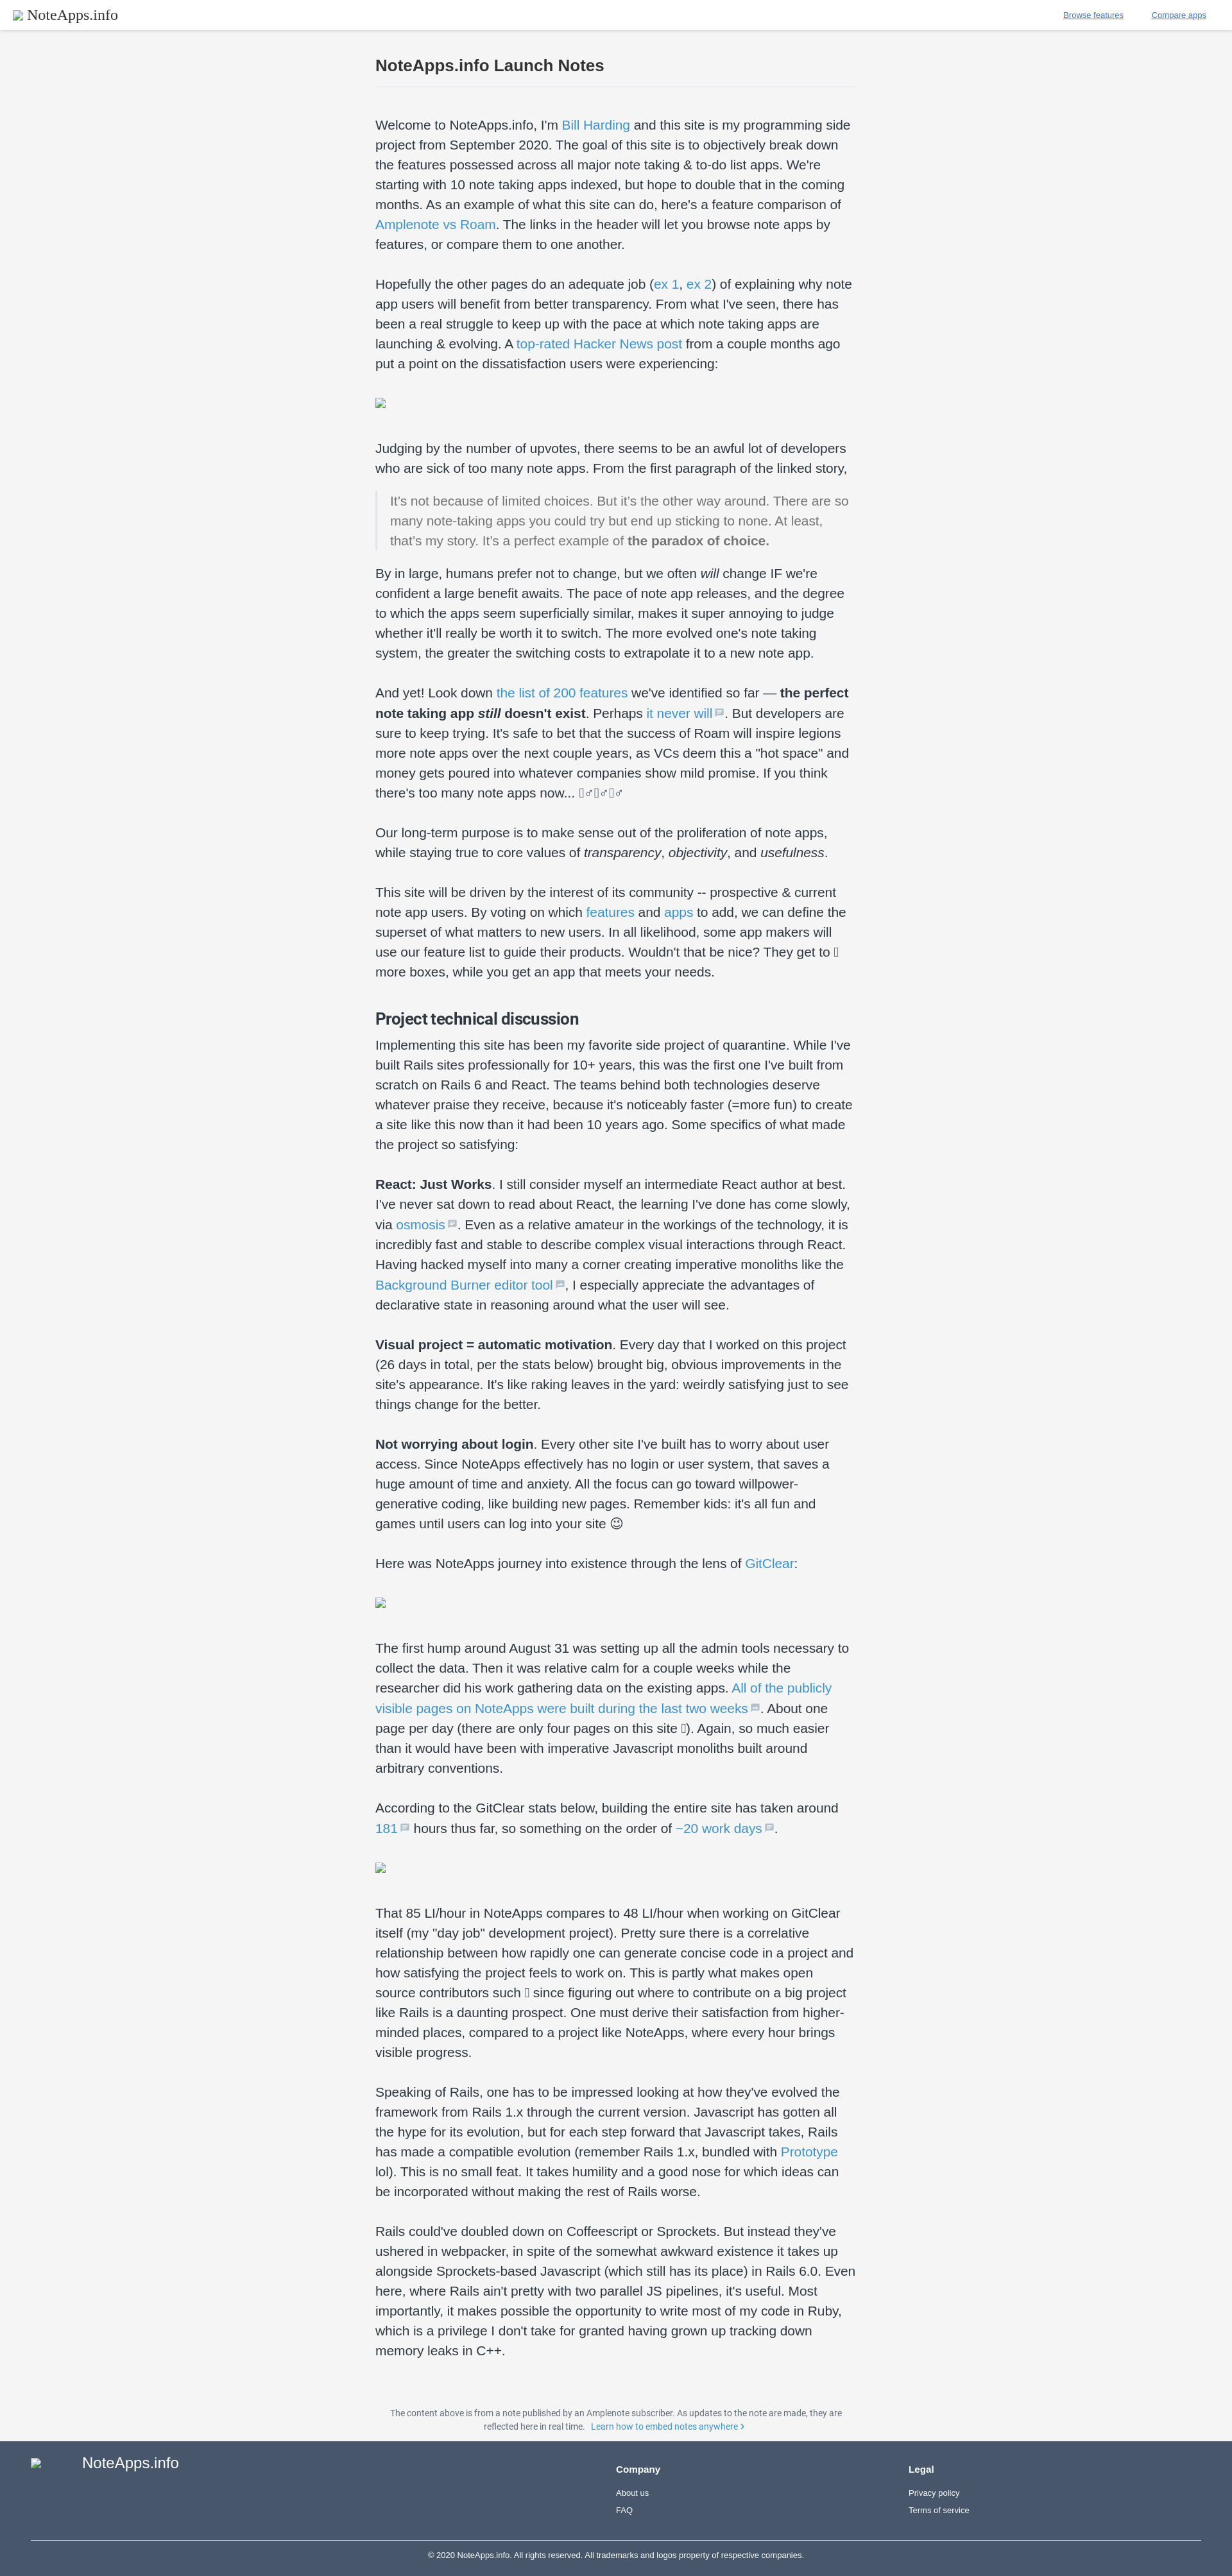 NoteApps.info
Browse features
Compare apps
NoteApps.info Launch Notes
Welcome to NoteApps.info, I'm Bill Harding and this site is my programming side
project from September 2020. The goal of this site is to objectively break down
the features possessed across all major note taking & to-do list apps. We're
starting with 10 note taking apps indexed, but hope to double that in the coming
months. As an example of what this site can do, here's a feature comparison of
Amplenote vs Roam. The links in the header will let you browse note apps by
features, or compare them to one another.
Hopefully the other pages do an adequate job (ex 1, ex 2) of explaining why note
app users will benefit from better transparency. From what I've seen, there has
been a real struggle to keep up with the pace at which note taking apps are
launching & evolving. A top-rated Hacker News post from a couple months ago
put a point on the dissatisfaction users were experiencing:
Judging by the number of upvotes, there seems to be an awful lot of developers
who are sick of too many note apps. From the first paragraph of the linked story,
It’s not because of limited choices. But it’s the other way around. There are so
many note-taking apps you could try but end up sticking to none. At least,
that’s my story. It’s a perfect example of the paradox of choice.
By in large, humans prefer not to change, but we often will change IF we're
confident a large benefit awaits. The pace of note app releases, and the degree
to which the apps seem superficially similar, makes it super annoying to judge
whether it'll really be worth it to switch. The more evolved one's note taking
system, the greater the switching costs to extrapolate it to a new note app.
And yet! Look down the list of 200 features we've identified so far — the perfect
note taking app still doesn't exist. Perhaps it never will. But developers are
sure to keep trying. It's safe to bet that the success of Roam will inspire legions
more note apps over the next couple years, as VCs deem this a "hot space" and
money gets poured into whatever companies show mild promise. If you think
there's too many note apps now... ♂♂♂
Our long-term purpose is to make sense out of the proliferation of note apps,
while staying true to core values of transparency, objectivity, and usefulness.
This site will be driven by the interest of its community -- prospective & current
note app users. By voting on which features and apps to add, we can define the
superset of what matters to new users. In all likelihood, some app makers will
use our feature list to guide their products. Wouldn't that be nice? They get to
more boxes, while you get an app that meets your needs.
Project technical discussion
Implementing this site has been my favorite side project of quarantine. While I've
built Rails sites professionally for 10+ years, this was the first one I've built from
scratch on Rails 6 and React. The teams behind both technologies deserve
whatever praise they receive, because it's noticeably faster (=more fun) to create
a site like this now than it had been 10 years ago. Some specifics of what made
the project so satisfying:
React: Just Works. I still consider myself an intermediate React author at best.
I've never sat down to read about React, the learning I've done has come slowly,
via osmosis. Even as a relative amateur in the workings of the technology, it is
incredibly fast and stable to describe complex visual interactions through React.
Having hacked myself into many a corner creating imperative monoliths like the
Background Burner editor tool, I especially appreciate the advantages of
declarative state in reasoning around what the user will see.
Visual project = automatic motivation. Every day that I worked on this project
(26 days in total, per the stats below) brought big, obvious improvements in the
site's appearance. It's like raking leaves in the yard: weirdly satisfying just to see
things change for the better.
Not worrying about login. Every other site I've built has to worry about user
access. Since NoteApps effectively has no login or user system, that saves a
huge amount of time and anxiety. All the focus can go toward willpower-
generative coding, like building new pages. Remember kids: it's all fun and
games until users can log into your site 😉
Here was NoteApps journey into existence through the lens of GitClear:
The first hump around August 31 was setting up all the admin tools necessary to
collect the data. Then it was relative calm for a couple weeks while the
researcher did his work gathering data on the existing apps. All of the publicly
visible pages on NoteApps were built during the last two weeks. About one
page per day (there are only four pages on this site ). Again, so much easier
than it would have been with imperative Javascript monoliths built around
arbitrary conventions.
According to the GitClear stats below, building the entire site has taken around
181 hours thus far, so something on the order of ~20 work days.
That 85 LI/hour in NoteApps compares to 48 LI/hour when working on GitClear
itself (my "day job" development project). Pretty sure there is a correlative
relationship between how rapidly one can generate concise code in a project and
how satisfying the project feels to work on. This is partly what makes open
source contributors such  since figuring out where to contribute on a big project
like Rails is a daunting prospect. One must derive their satisfaction from higher-
minded places, compared to a project like NoteApps, where every hour brings
visible progress.
Speaking of Rails, one has to be impressed looking at how they've evolved the
framework from Rails 1.x through the current version. Javascript has gotten all
the hype for its evolution, but for each step forward that Javascript takes, Rails
has made a compatible evolution (remember Rails 1.x, bundled with Prototype
lol). This is no small feat. It takes humility and a good nose for which ideas can
be incorporated without making the rest of Rails worse.
Rails could've doubled down on Coffeescript or Sprockets. But instead they've
ushered in webpacker, in spite of the somewhat awkward existence it takes up
alongside Sprockets-based Javascript (which still has its place) in Rails 6.0. Even
here, where Rails ain't pretty with two parallel JS pipelines, it's useful. Most
importantly, it makes possible the opportunity to write most of my code in Ruby,
which is a privilege I don't take for granted having grown up tracking down
memory leaks in C++.
The content above is from a note published by an Amplenote subscriber. As updates to the note are made, they are
reflected here in real time. Learn how to embed notes anywhere
NoteApps.info
Company
About us
FAQ
Legal
Privacy policy
Terms of service
© 2020 NoteApps.info. All rights reserved. All trademarks and logos property of respective companies.